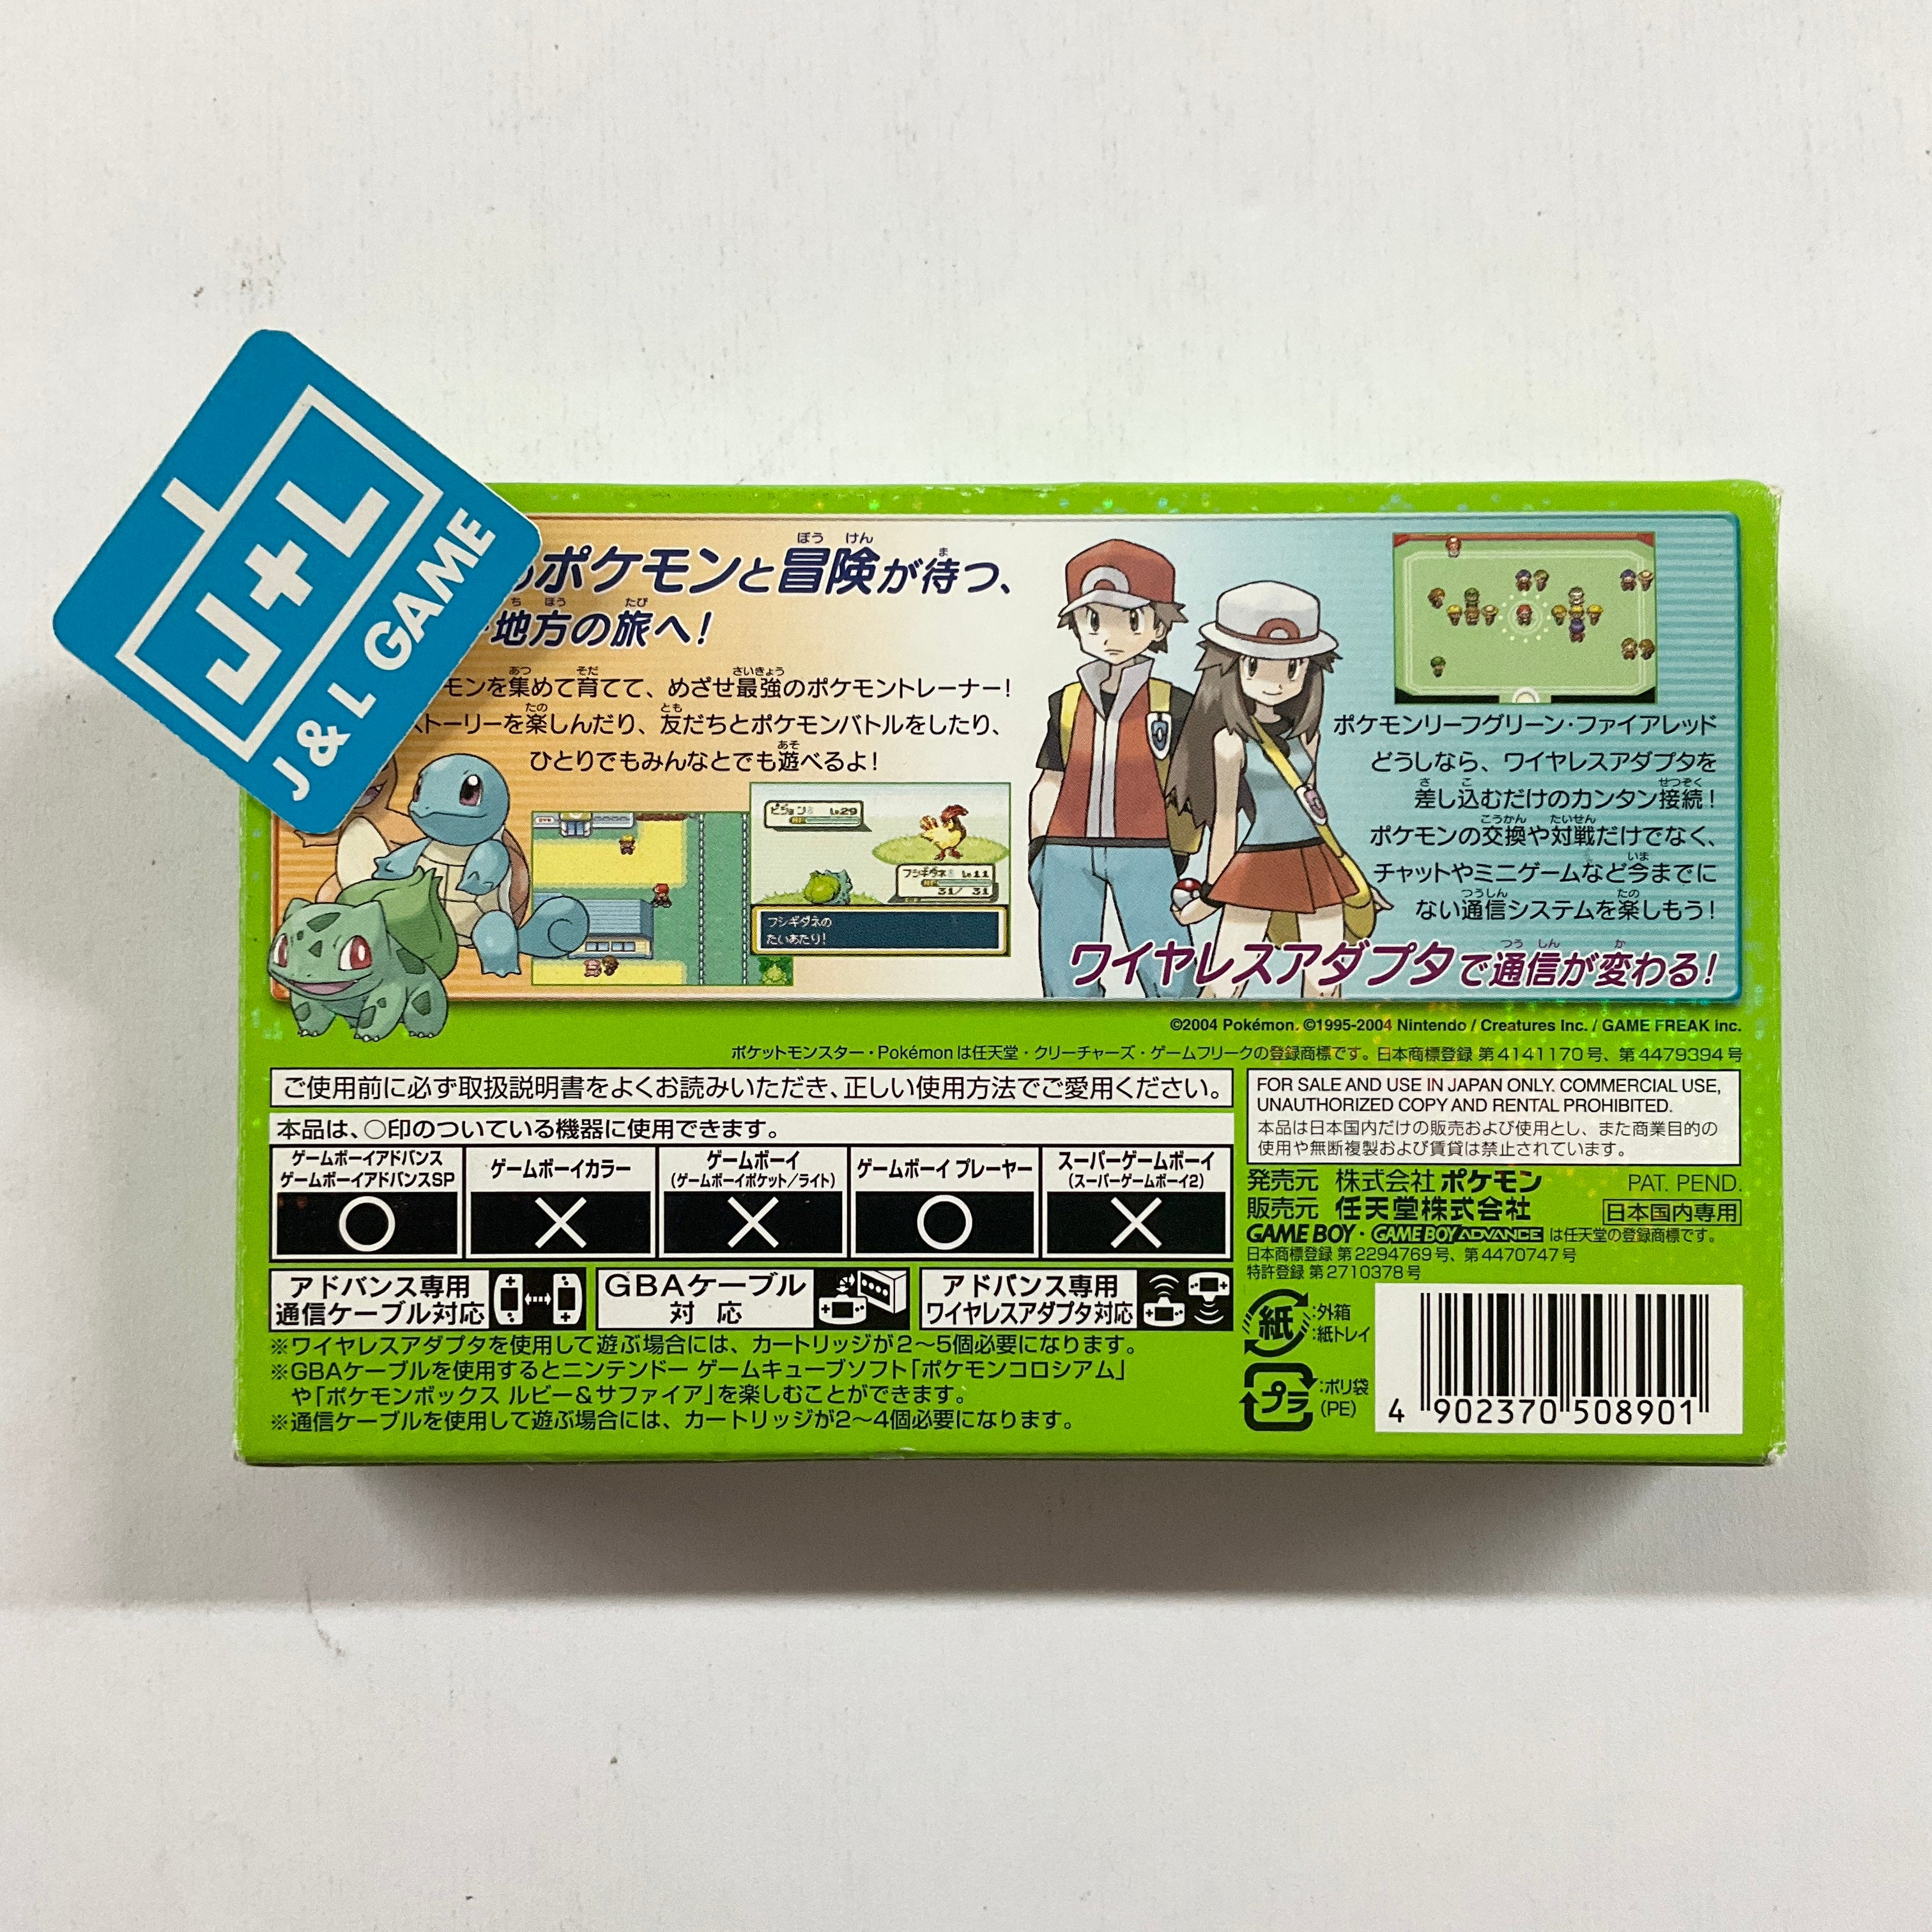 J+L
J & L GAME
ポケモンと冒険が待つ、
地方の旅へ!
モンを集めて育てて、めざせ最強のポケモントレーナー!
ストーリーを楽しんだり、友だちとポケモンバトルをしたり、
ひとりでもみんなとでも遊べるよ!
ピジョン♂ Lv29
フシギダネ♂ Lv11
31/ 31
フシギダネの
たいあたり!
ポケモンリーフグリーン・ファイアレッド
どうしなら、ワイヤレスアダプタを
差し込むだけのカンタン接続!
ポケモンの交換や対戦だけでなく、
チャットやミニゲームなど今までに
ない通信システムを楽しもう!
ワイヤレスアダプタで通信が変わる!
©2004 Pokémon. ©1995-2004 Nintendo / Creatures Inc. / GAME FREAK inc.
ポケットモンスター・Pokémonは任天堂・クリーチャーズ・ゲームフリークの登録商標です。日本商標登録 第4141170号、第4479394号
ご使用前に必ず取扱説明書をよくお読みいただき、正しい使用方法でご愛用ください。
本品は、○印のついている機器に使用できます。
ゲームボーイアドバンス
ゲームボーイアドバンスSP
ゲームボーイカラー
ゲームボーイ
(ゲームボーイポケット/ライト)
ゲームボーイ プレーヤー
スーパーゲームボーイ
(スーパーゲームボーイ2)
○ × × ○ ×
アドバンス専用
通信ケーブル対応
GBAケーブル
対 応
アドバンス専用
ワイヤレスアダプタ対応
※ワイヤレスアダプタを使用して遊ぶ場合には、カートリッジが2〜5個必要になります。
※GBAケーブルを使用するとニンテンドー ゲームキューブソフト「ポケモンコロシアム」
や「ポケモンボックス ルビー&サファイア」を楽しむことができます。
※通信ケーブルを使用して遊ぶ場合には、カートリッジが2〜4個必要になります。
FOR SALE AND USE IN JAPAN ONLY. COMMERCIAL USE,
UNAUTHORIZED COPY AND RENTAL PROHIBITED.
本品は日本国内だけの販売および使用とし、また商業目的の
使用や無断複製および賃貸は禁止されています。
発売元 株式会社ポケモン PAT. PEND.
販売元 任天堂株式会社 日本国内専用
GAME BOY・GAME BOY ADVANCE は任天堂の登録商標です。
日本商標登録 第2294769号、第4470747号
特許登録 第2710378号
紙 :外箱
:紙トレイ
プラ :ポリ袋
(PE)
4 902370 508901